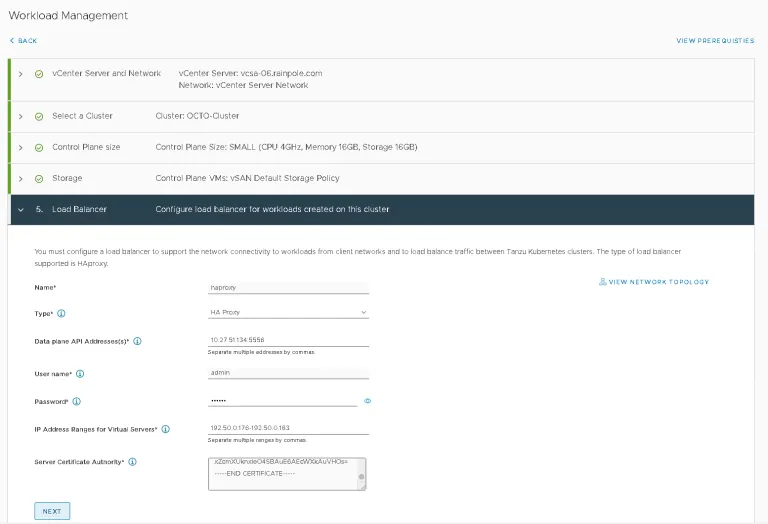 Workload Management
BACK
VIEW PREREQUISTIES
vCenter Server and Network
vCenter Server: vcsa-06.rainpole.com
Network: vCenter Server Network
Select a Cluster
Cluster: OCTO-Cluster
Control Plane size
Control Plane Size: SMALL (CPU 4GHz, Memory 16GB, Storage 16GB)
Storage
Control Plane VMs: vSAN Default Storage Policy
5. Load Balancer
Configure load balancer for workloads created on this cluster
You must configure a load balancer to support the network connectivity to workloads from client networks and to load balance traffic between Tanzu Kubernetes clusters. The type of load balancer
supported is HAproxy.
VIEW NETWORK TOPOLOGY
Name*
haproxy
Type*
HA Proxy
Data plane API Addresses(s)*
10.27.51.134:5556
Separate multiple addresses by commas
User name*
admin
Password*
••••••
IP Address Ranges for Virtual Servers*
192.50.0.176-192.50.0.183
Separate multiple ranges by commas
Server Certificate Authority*
-----END CERTIFICATE-----
NEXT